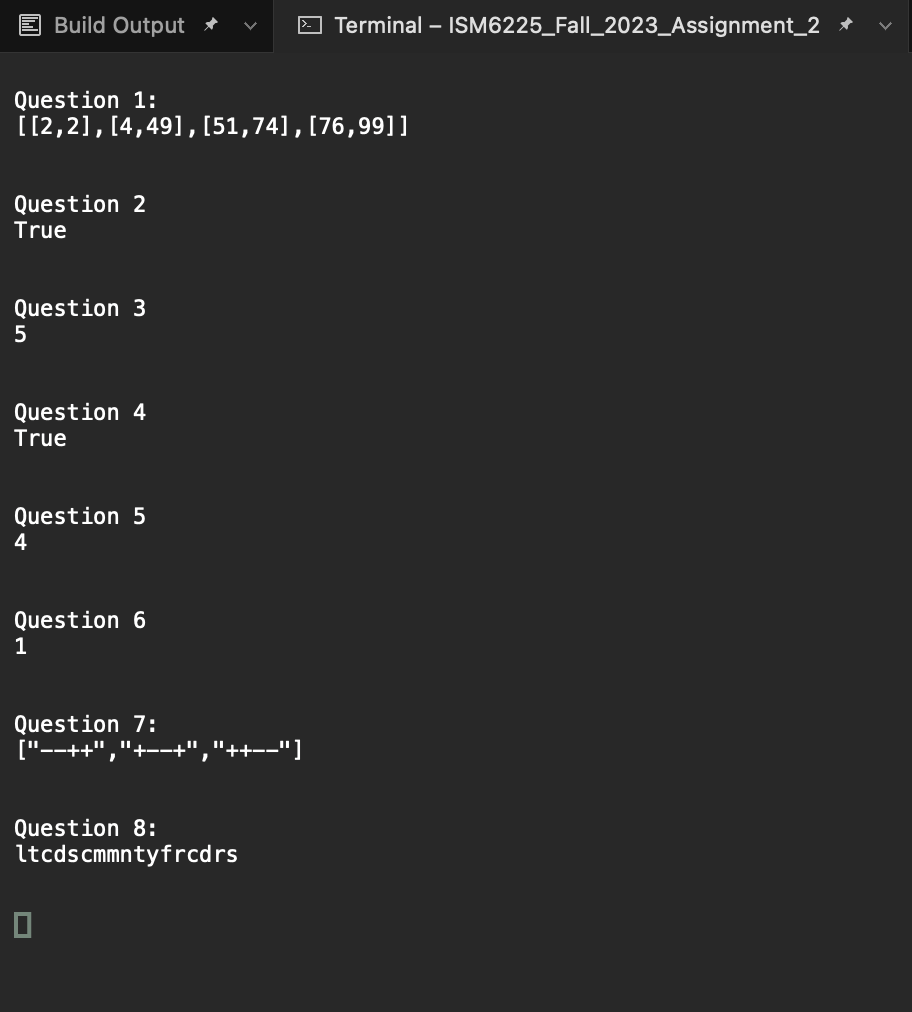 Build Output
Terminal – ISM6225_Fall_2023_Assignment_2
Question 1:
[[2,2],[4,49],[51,74],[76,99]]
Question 2
True
Question 3
5
Question 4
True
Question 5
4
Question 6
1
Question 7:
["--++","+--+","++--"]
Question 8:
ltcdscmmntyfrcdrs